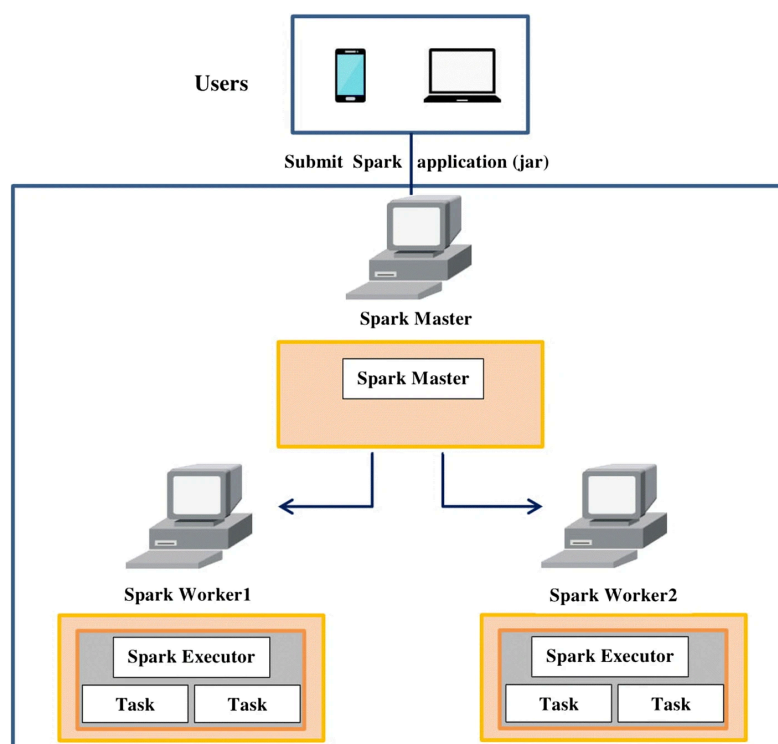 Users
Submit Spark application (jar)
Spark Master
Spark Master
Spark Worker1
Spark Worker2
Spark Executor
Spark Executor
Task Task
Task Task